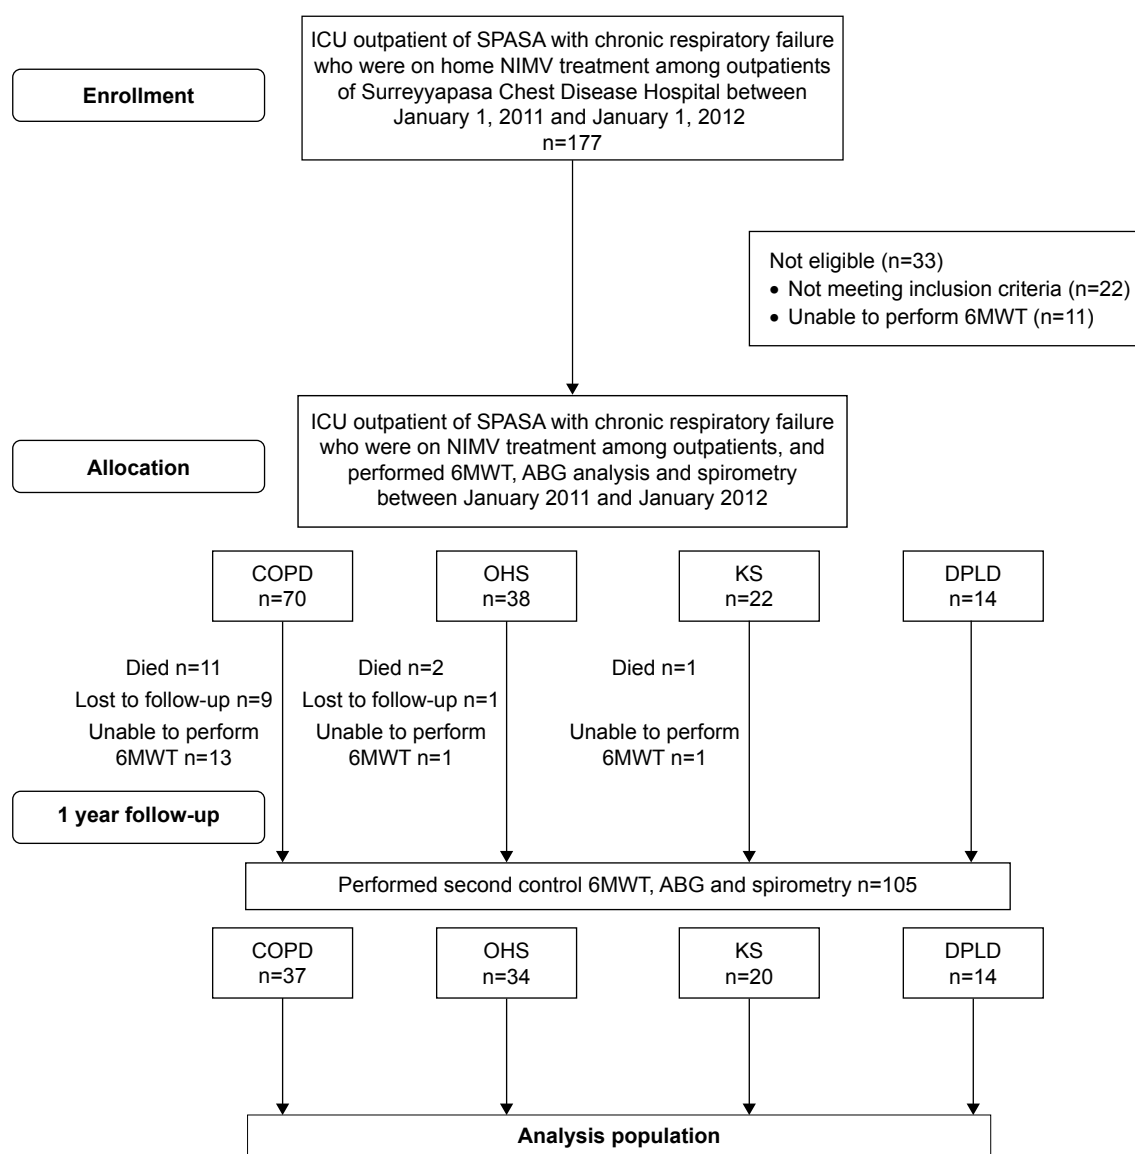 ICU outpatient of SPASA with chronic respiratory failure
who were on home NIMV treatment among outpatients
of Surreyyapasa Chest Disease Hospital between
January 1, 2011 and January 1, 2012
n=177
Enrollment
Not eligible (n=33)
• Not meeting inclusion criteria (n=22)
• Unable to perform 6MWT (n=11)
ICU outpatient of SPASA with chronic respiratory failure
who were on NIMV treatment among outpatients, and
performed 6MWT, ABG analysis and spirometry
between January 2011 and January 2012
Allocation
COPD
n=70
OHS
n=38
KS
n=22
DPLD
n=14
Died n=11
Lost to follow-up n=9
Unable to perform
6MWT n=13
Died n=2
Lost to follow-up n=1
Unable to perform
6MWT n=1
Died n=1
Unable to perform
6MWT n=1
1 year follow-up
Performed second control 6MWT, ABG and spirometry n=105
COPD
n=37
OHS
n=34
KS
n=20
DPLD
n=14
Analysis population